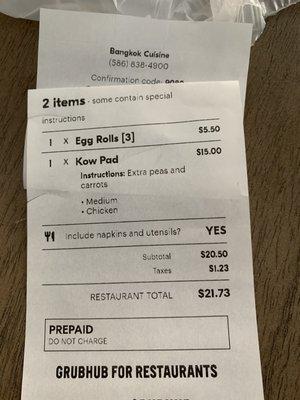 Bangkok Cuisine
(586) 838-4900
Confirmation code:
2 items - some contain special
instructions
1 x Egg Rolls [3] $5.50
1 x Kow Pad $15.00
Instructions: Extra peas and
carrots
• Medium
• Chicken
Include napkins and utensils? YES
Subtotal $20.50
Taxes $1.23
RESTAURANT TOTAL $21.73
PREPAID
DO NOT CHARGE
GRUBHUB FOR RESTAURANTS